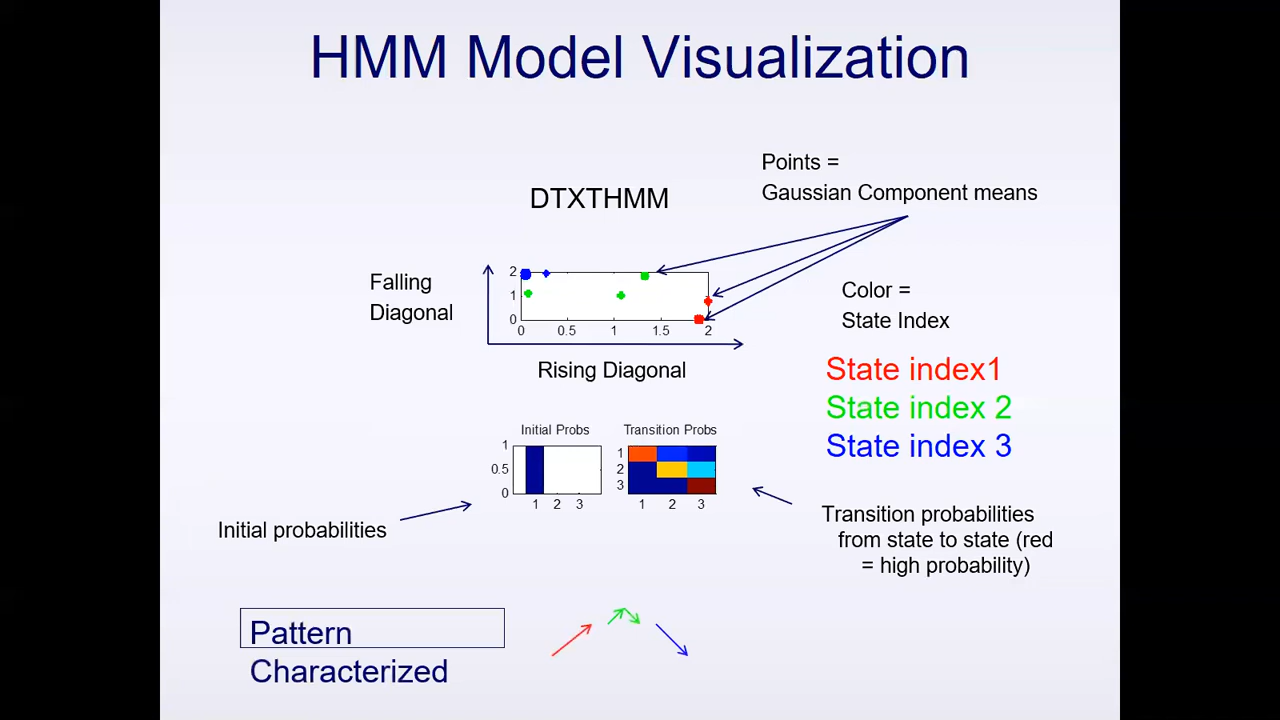 HMM Model Visualization
Points =
Gaussian Component means
DTXTHMM
Falling
Diagonal
2
1
0
0 0.5 1 1.5 2
Rising Diagonal
Color =
State Index
State index1
State index 2
State index 3
Initial Probs
1
0.5
0
1 2 3
Transition Probs
1
2
3
1 2 3
Initial probabilities
Transition probabilities
from state to state (red
= high probability)
Pattern
Characterized